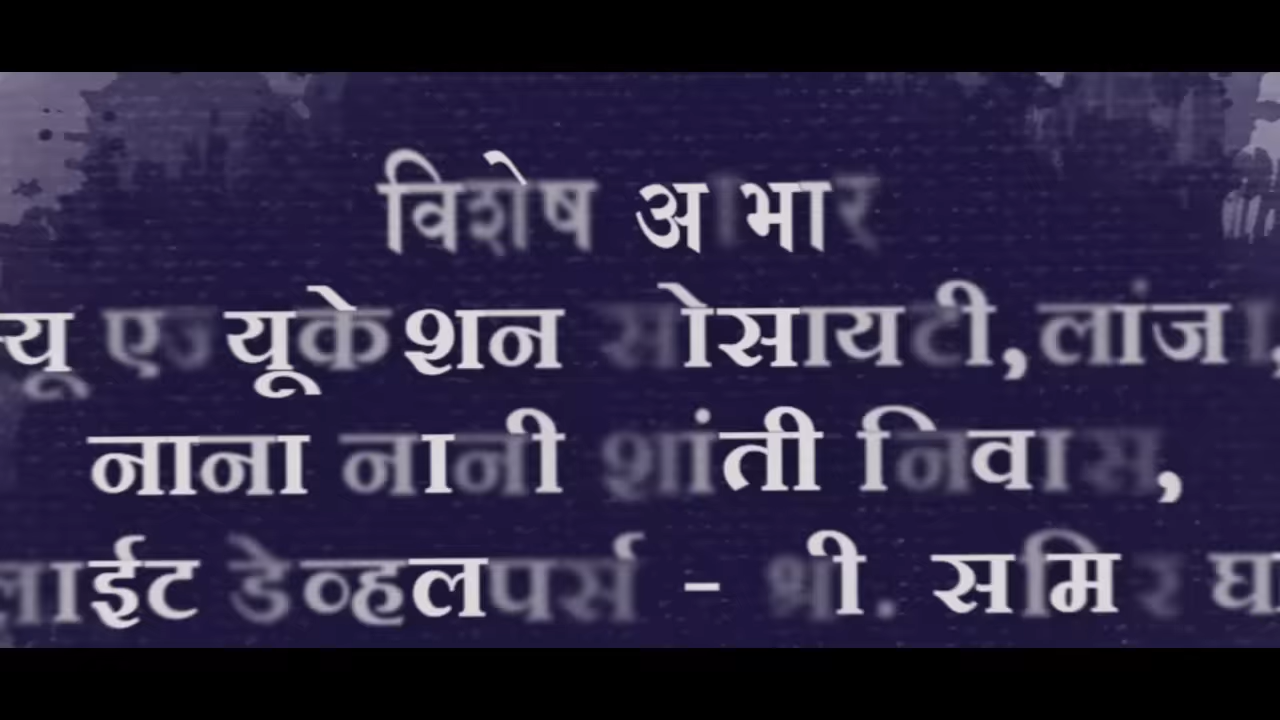 विशेष आभार
न्यू एज्युकेशन सोसायटी, लांजा,
नाना नानी शांती निवास,
लाईट डेव्हलपर्स - श्री. समिर